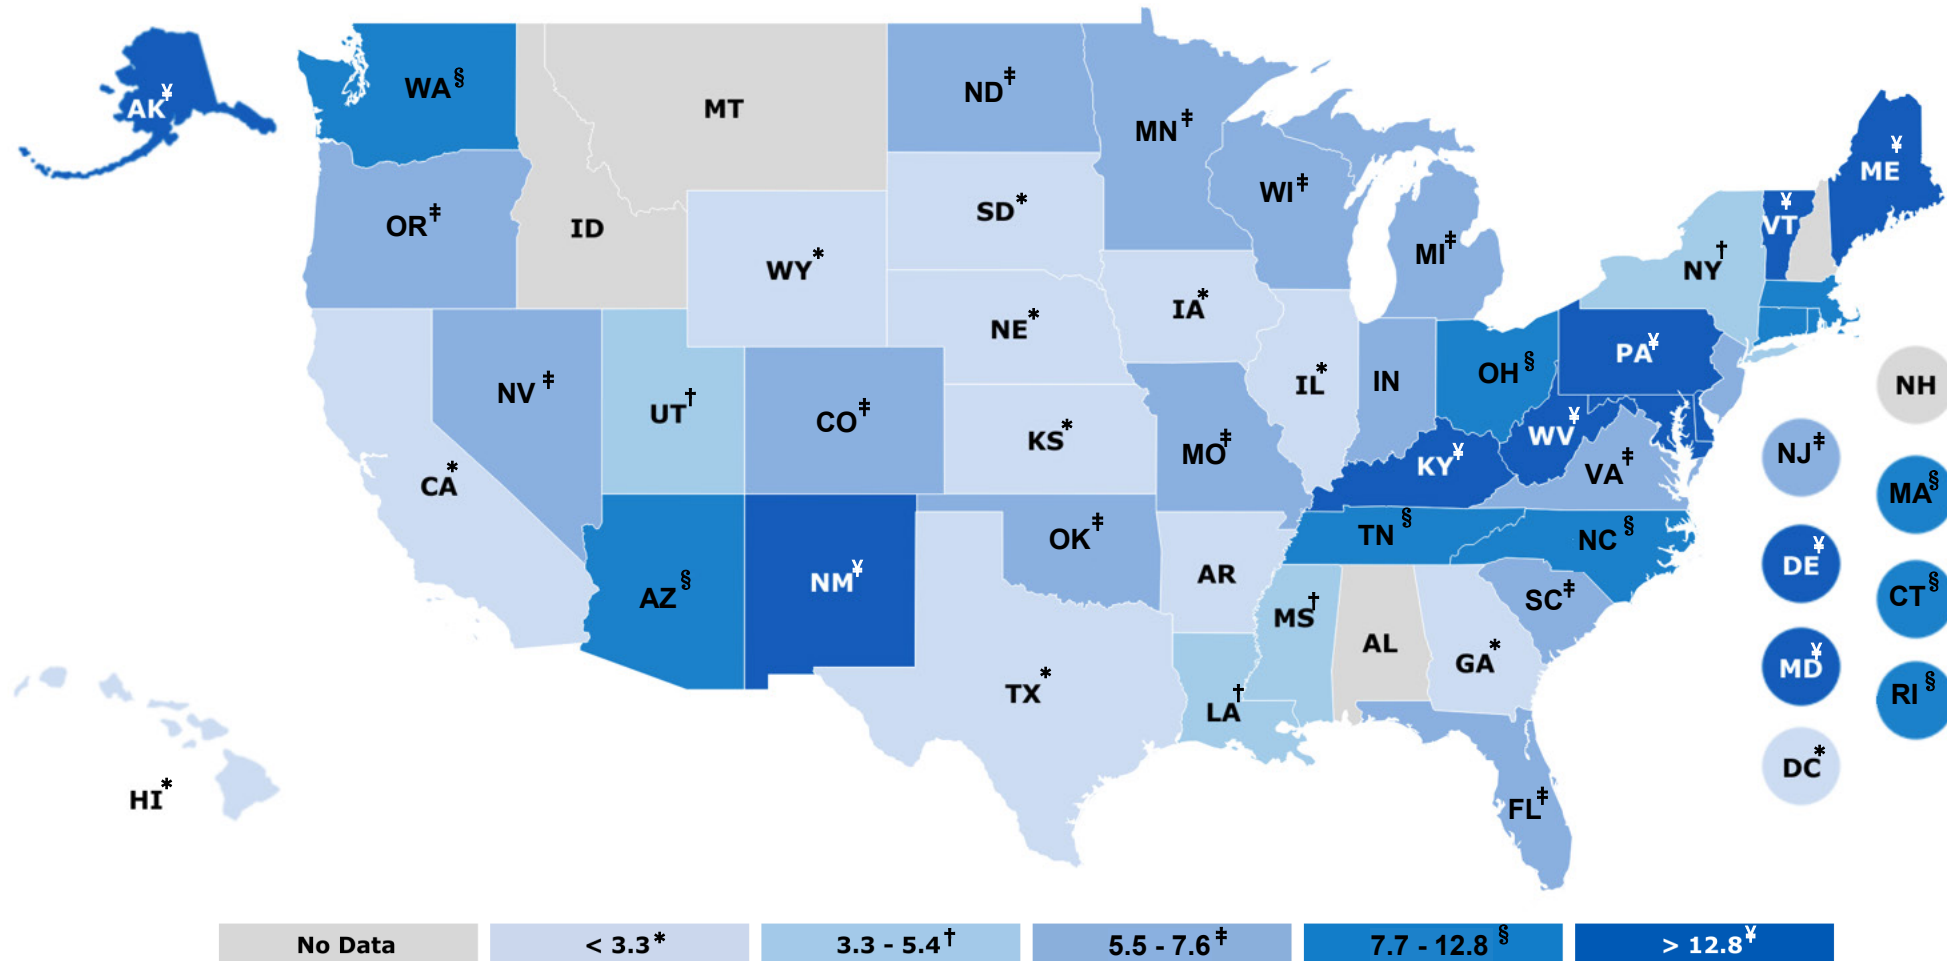 WA§
MT
ND‡
MN‡
AK¥
ME¥
OR‡
ID
SD*
WI‡
VT¥
WY*
MI‡
NY†
NE*
IA*
PA¥
NV‡
UT†
CO‡
KS*
MO‡
IL*
IN
OH§
NH
KY¥
WV¥
VA‡
NJ‡
CA*
MA§
OK‡
TN§
NC§
DE¥
AZ§
NM¥
AR
SC‡
CT§
MS†
AL
GA*
MD¥
TX*
LA†
RI§
DC*
HI*
FL‡
No Data
< 3.3*
3.3 - 5.4†
5.5 - 7.6‡
7.7 - 12.8§
> 12.8¥